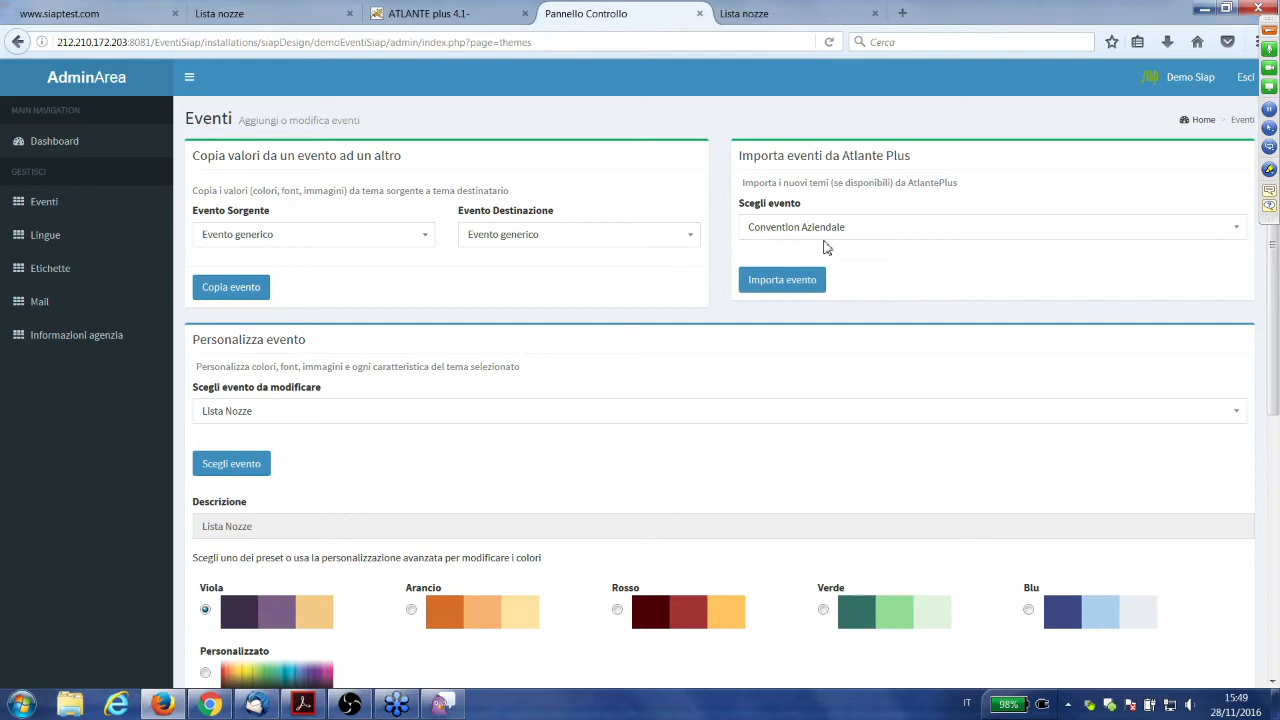 www.siaptest.com
Lista nozze
ATLANTE plus 4.1-
Pannello Controllo
Lista nozze
212.210.172.203:8081/EventiSiap/installations/siapDesign/demoEventiSiap/admin/index.php?page=themes
Cerca
AdminArea
Demo Siap
Esci
MAIN NAVIGATION
Dashboard
GESTISCI
Eventi
Lingue
Etichette
Mail
Informazioni agenzia
Eventi Aggiungi o modifica eventi
Home > Eventi
Copia valori da un evento ad un altro
Copia i valori (colori, font, immagini) da tema sorgente a tema destinatario
Evento Sorgente
Evento Destinazione
Evento generico
Evento generico
Copia evento
Importa eventi da Atlante Plus
Importa i nuovi temi (se disponibili) da AtlantePlus
Scegli evento
Convention Aziendale
Importa evento
Personalizza evento
Personalizza colori, font, immagini e ogni caratteristica del tema selezionato
Scegli evento da modificare
Lista Nozze
Scegli evento
Descrizione
Lista Nozze
Scegli uno dei preset o usa la personalizzazione avanzata per modificare i colori
Viola
Arancio
Rosso
Verde
Blu
Personalizzato
IT
98%
15:49
28/11/2016